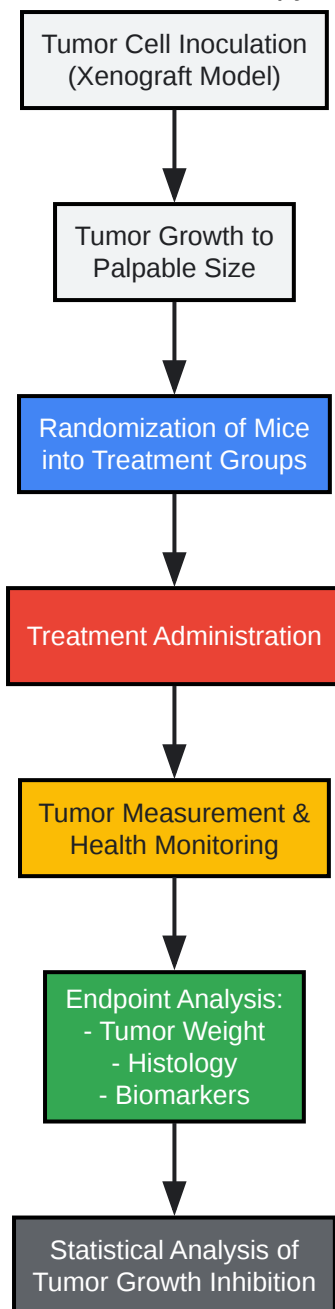 Tumor Cell Inoculation
(Xenograft Model)
Tumor Growth to
Palpable Size
Randomization of Mice
into Treatment Groups
Treatment Administration
Tumor Measurement &
Health Monitoring
Endpoint Analysis:
- Tumor Weight
- Histology
- Biomarkers
Statistical Analysis of
Tumor Growth Inhibition